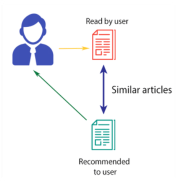 Read by user
Similar articles
Recommended
to user